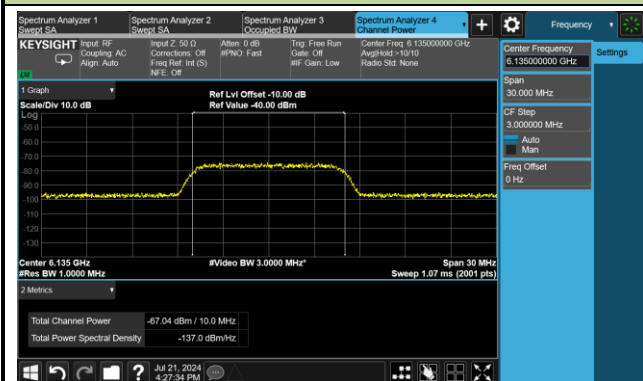 Spectrum Analyzer 1
Swept SA
Spectrum Analyzer 2
Swept SA
Spectrum Analyzer 3
Occupied BW
Spectrum Analyzer 4
Channel Power
Frequency
KEYSIGHT
Input: RF
Coupling: AC
Align: Auto
Input Z: 50 Ω
Corrections: Off
Freq Ref: Int (S)
NFE: Off
Atten: 0 dB
#PNO: Fast
Trig: Free Run
Gate: Off
#IF Gain: Low
Center Freq: 6.135000000 GHz
Avg|Hold:>10/10
Radio Std: None
Center Frequency
6.135000000 GHz
Settings
Span
30.000 MHz
CF Step
3.000000 MHz
Auto
Man
Freq Offset
0 Hz
1 Graph
Scale/Div 10.0 dB
Ref Lvl Offset -10.00 dB
Ref Value -40.00 dBm
Log
-50.0
-60.0
-70.0
-80.0
-90.0
-100
-110
-120
-130
Center 6.135 GHz
#Res BW 1.0000 MHz
#Video BW 3.0000 MHz*
Span 30 MHz
Sweep 1.07 ms (2001 pts)
2 Metrics
Total Channel Power -67.04 dBm / 10.0 MHz
Total Power Spectral Density -137.0 dBm/Hz
Jul 21, 2024
4:27:34 PM